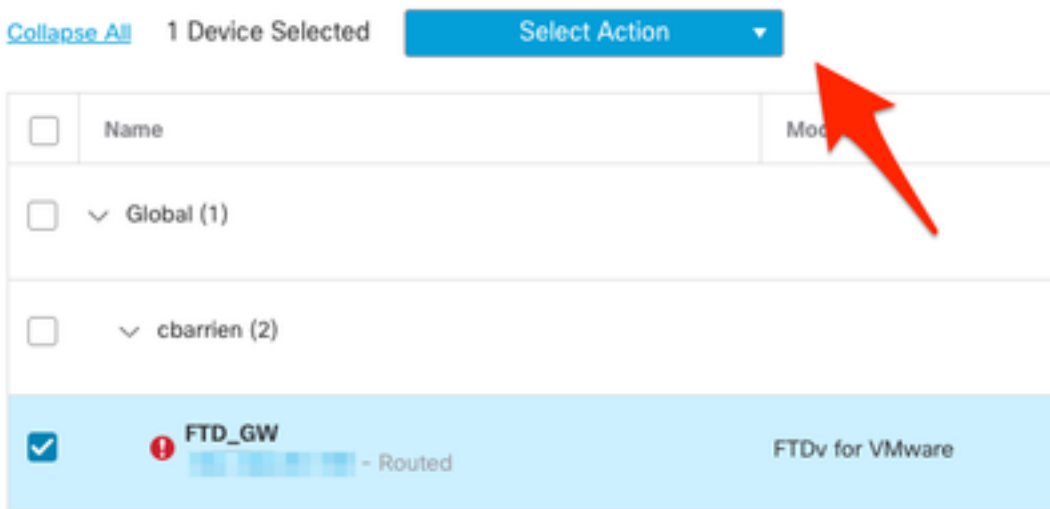 Collapse All 1 Device Selected Select Action
Name
Global (1)
cbarrien (2)
FTD_GW
- Routed
FTDv for VMware